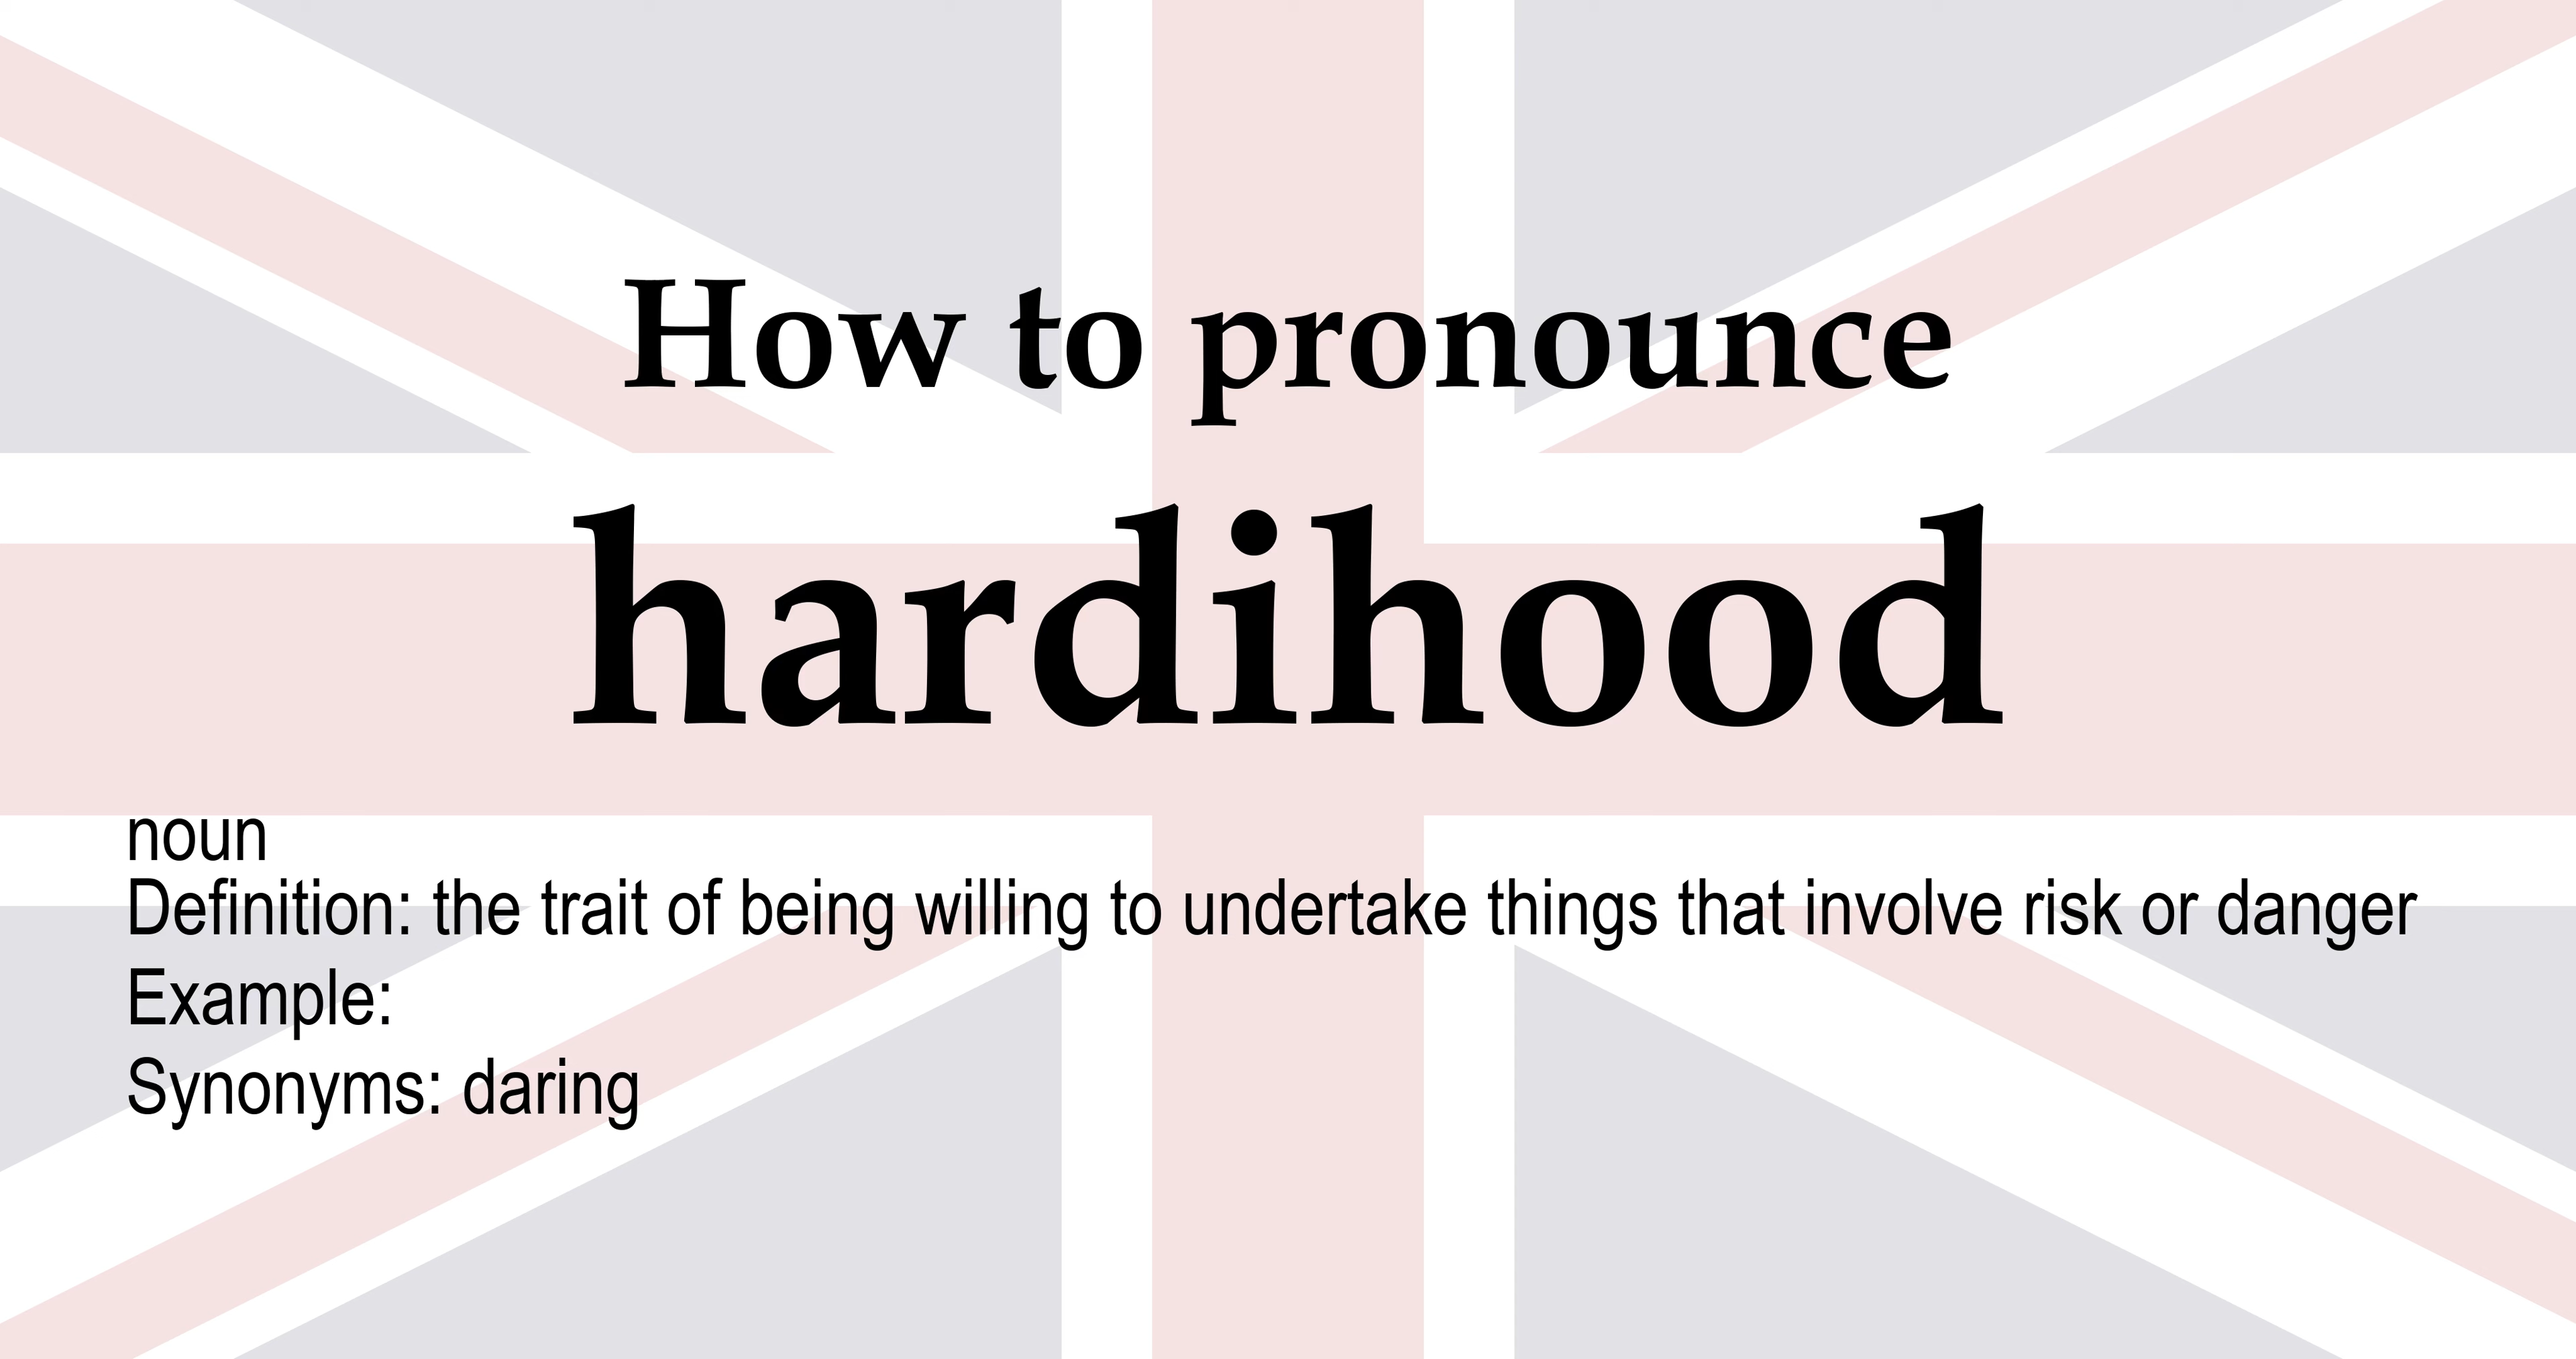 How to pronounce
hardihood
noun
Definition: the trait of being willing to undertake things that involve risk or danger
Example:
Synonyms: daring